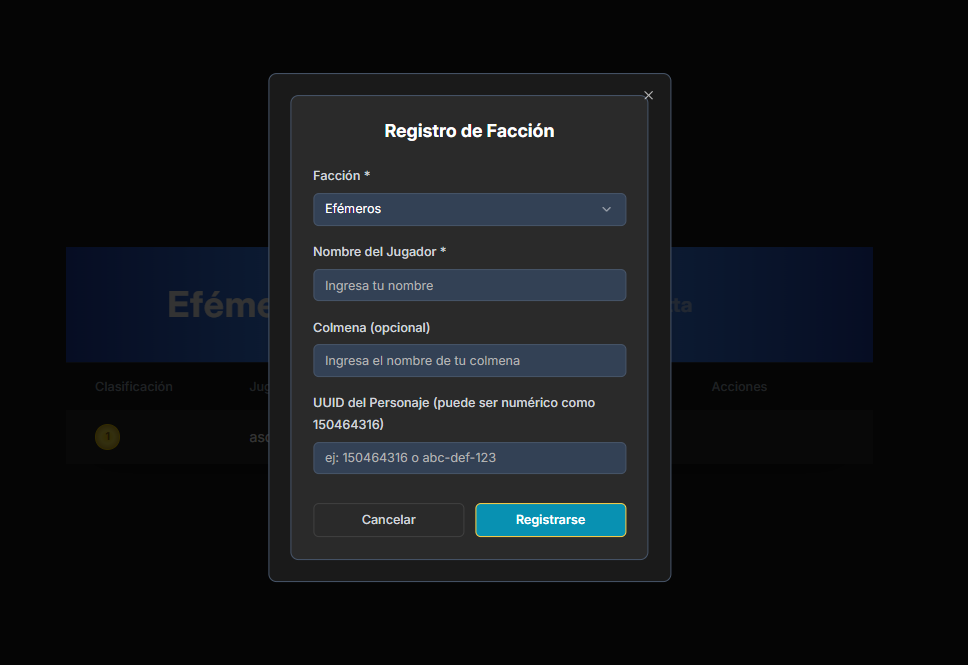 Registro de Facción
Facción *
Efémeros
Nombre del Jugador *
Ingresa tu nombre
Colmena (opcional)
Ingresa el nombre de tu colmena
UUID del Personaje (puede ser numérico como
150464316)
ej: 150464316 o abc-def-123
Cancelar
Registrarse
Eféme
ta
Clasificación
Jug
Acciones
1
asc